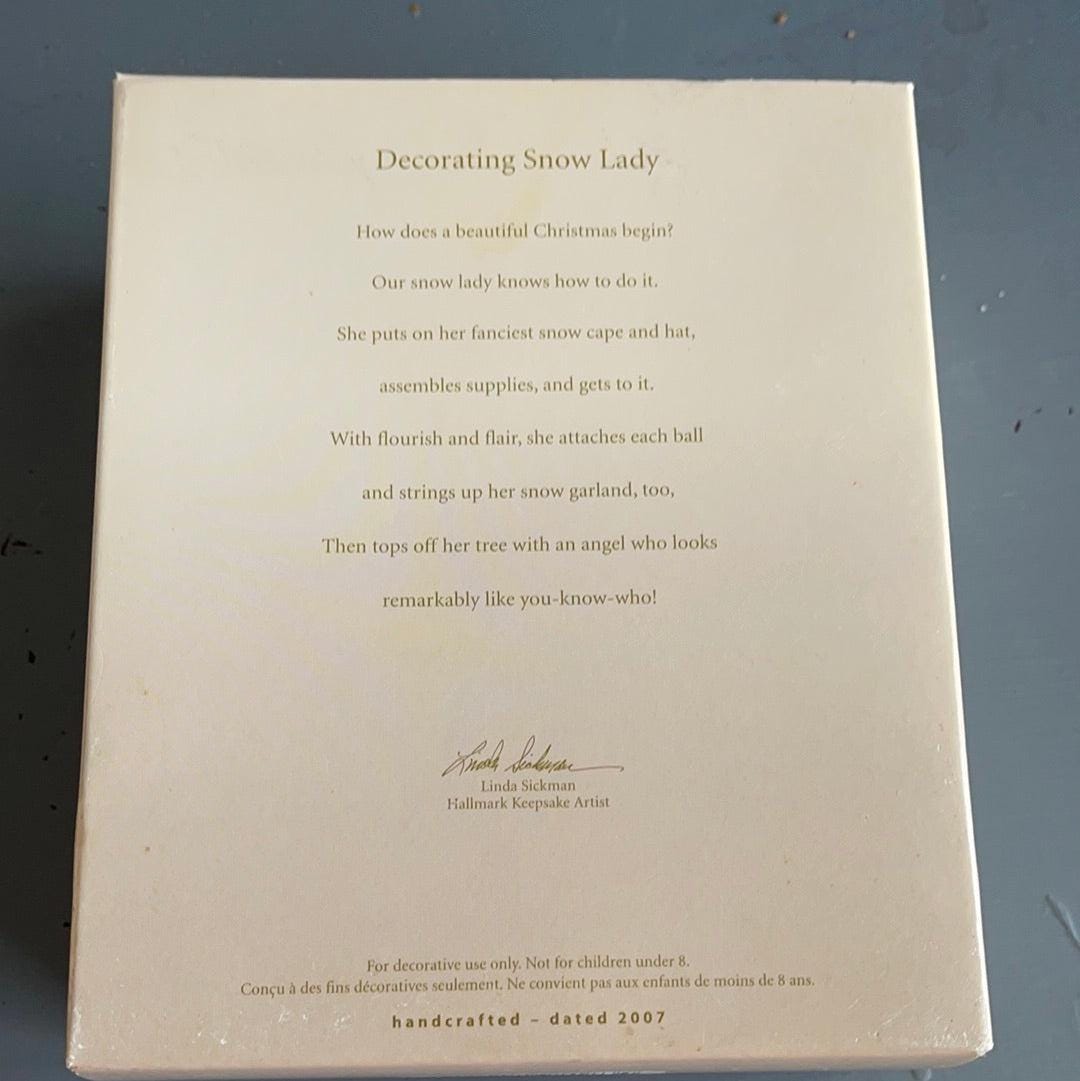 Decorating Snow Lady
How does a beautiful Christmas begin?
Our snow lady knows how to do it.
She puts on her fanciest snow cape and hat,
assembles supplies, and gets to it.
With flourish and flair, she attaches each ball
and strings up her snow garland, too,
Then tops off her tree with an angel who looks
remarkably like you-know-who!
Linda Sickman
Linda Sickman
Hallmark Keepsake Artist
For decorative use only. Not for children under 8.
Conçu à des fins décoratives seulement. Ne convient pas aux enfants de moins de 8 ans.
handcrafted – dated 2007